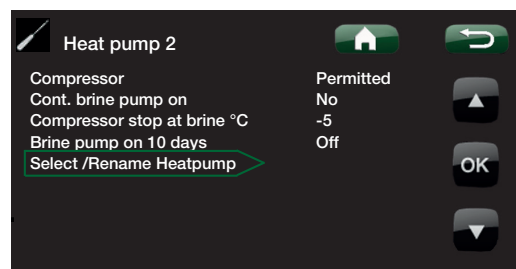 Heat pump 2
Compressor Permitted
Cont. brine pump on No
Compressor stop at brine °C -5
Brine pump on 10 days Off
Select /Rename Heatpump
OK